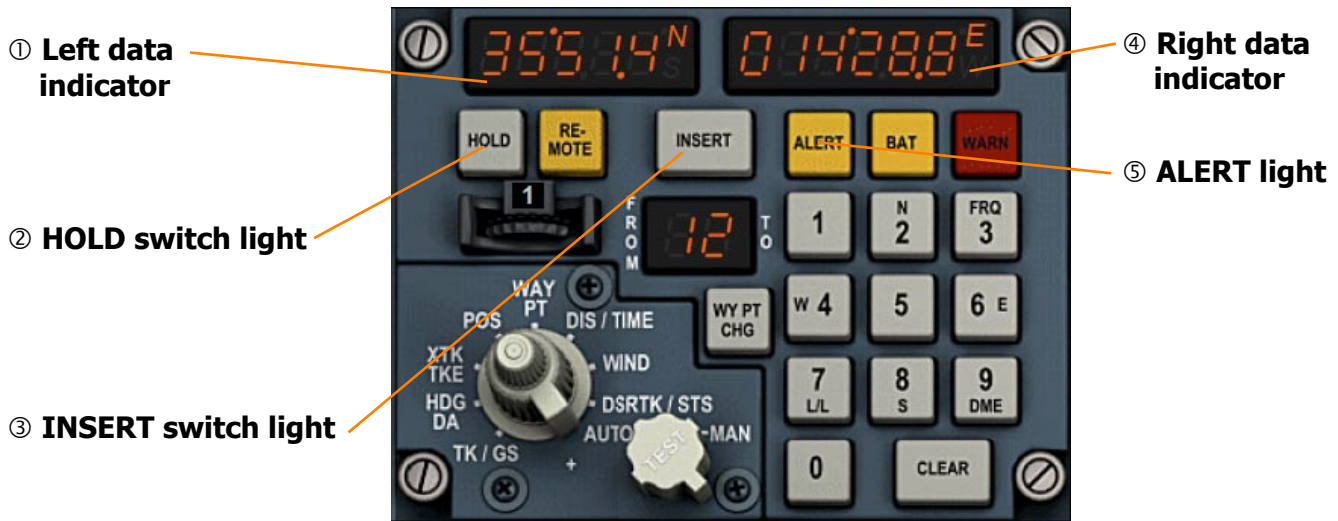 ① Left data
indicator
35°51.4 N
S
014°28.8 E
④ Right data
indicator
HOLD
RE-
MOTE
INSERT
ALERT
BAT
WARN
⑤ ALERT light
1
② HOLD switch light
FROM
12
TO
1
N
2
FRQ
3
W 4
5
6 E
7
L/L
8
S
9
DME
0
CLEAR
WY PT
CHG
WAY
PT
POS
DIS / TIME
XTK
TKE
WIND
HDG
DA
DSRTK / STS
TK / GS
AUTO
MAN
TEST
+
③ INSERT switch light